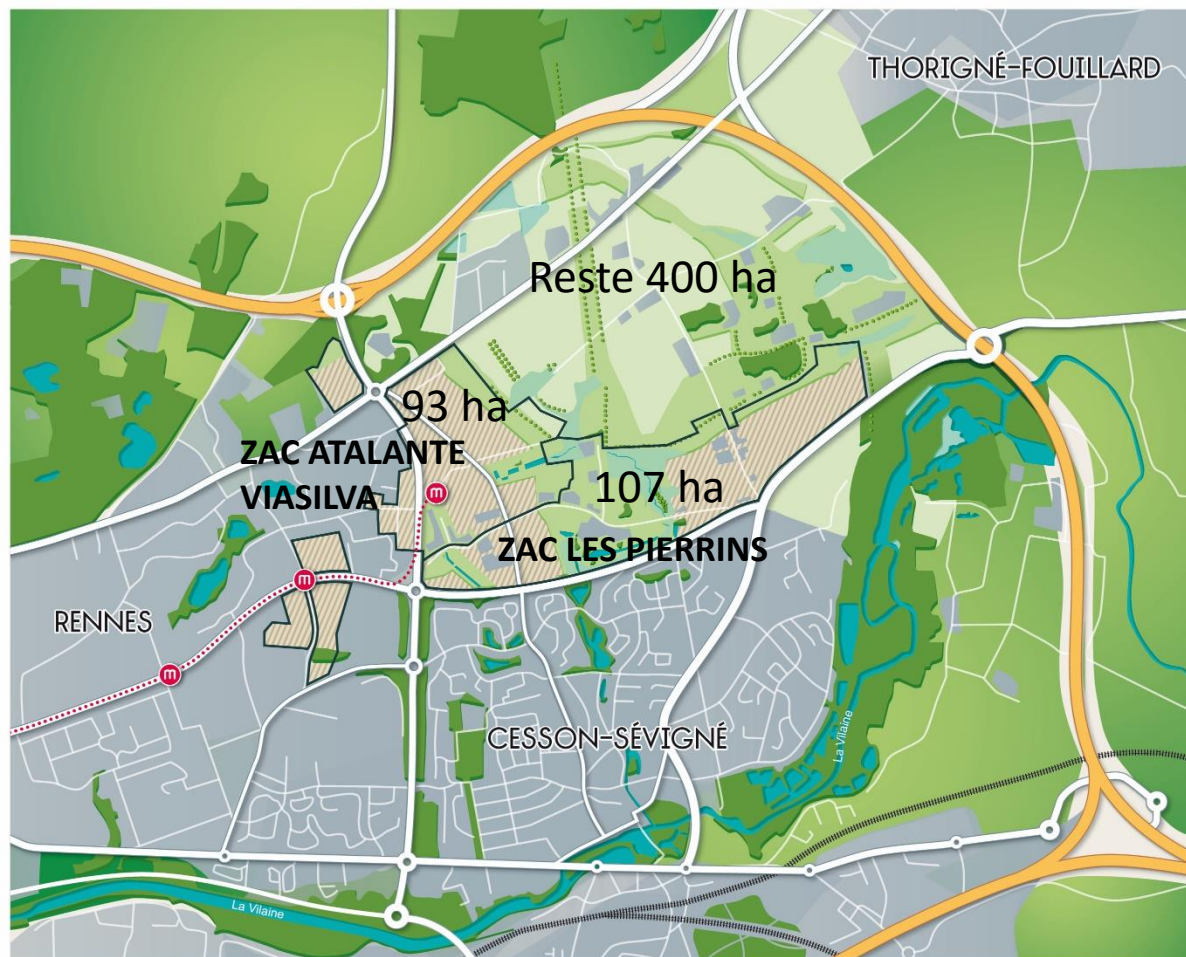 THORIGNÉ-FOUILLARD
Reste 400 ha
93 ha
ZAC ATALANTE
VIASILVA
m
107 ha
ZAC LES PIERRINS
m
RENNES
m
CESSON-SÉVIGNÉ
La Vilaine
La Vilaine